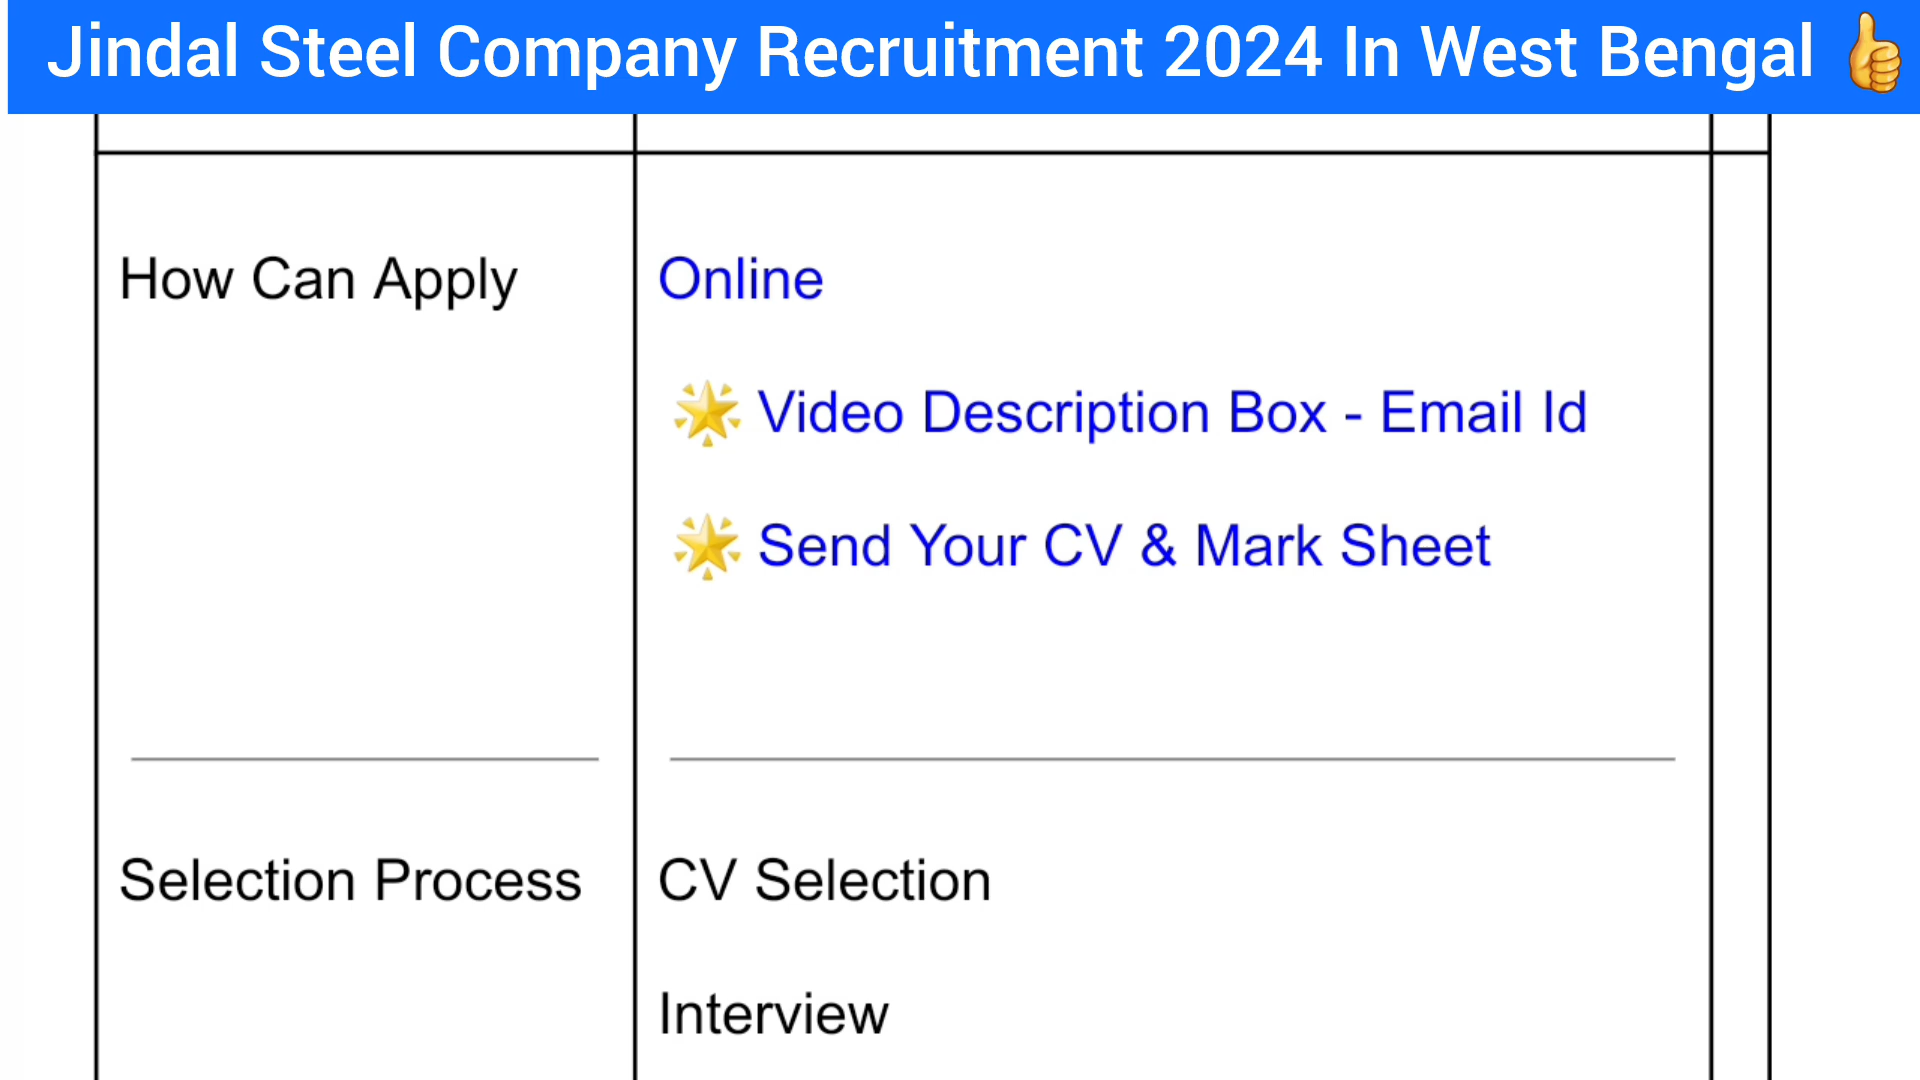 Jindal Steel Company Recruitment 2024 In West Bengal 👍
How Can Apply
Online
🌟 Video Description Box - Email Id
🌟 Send Your CV & Mark Sheet
Selection Process
CV Selection
Interview